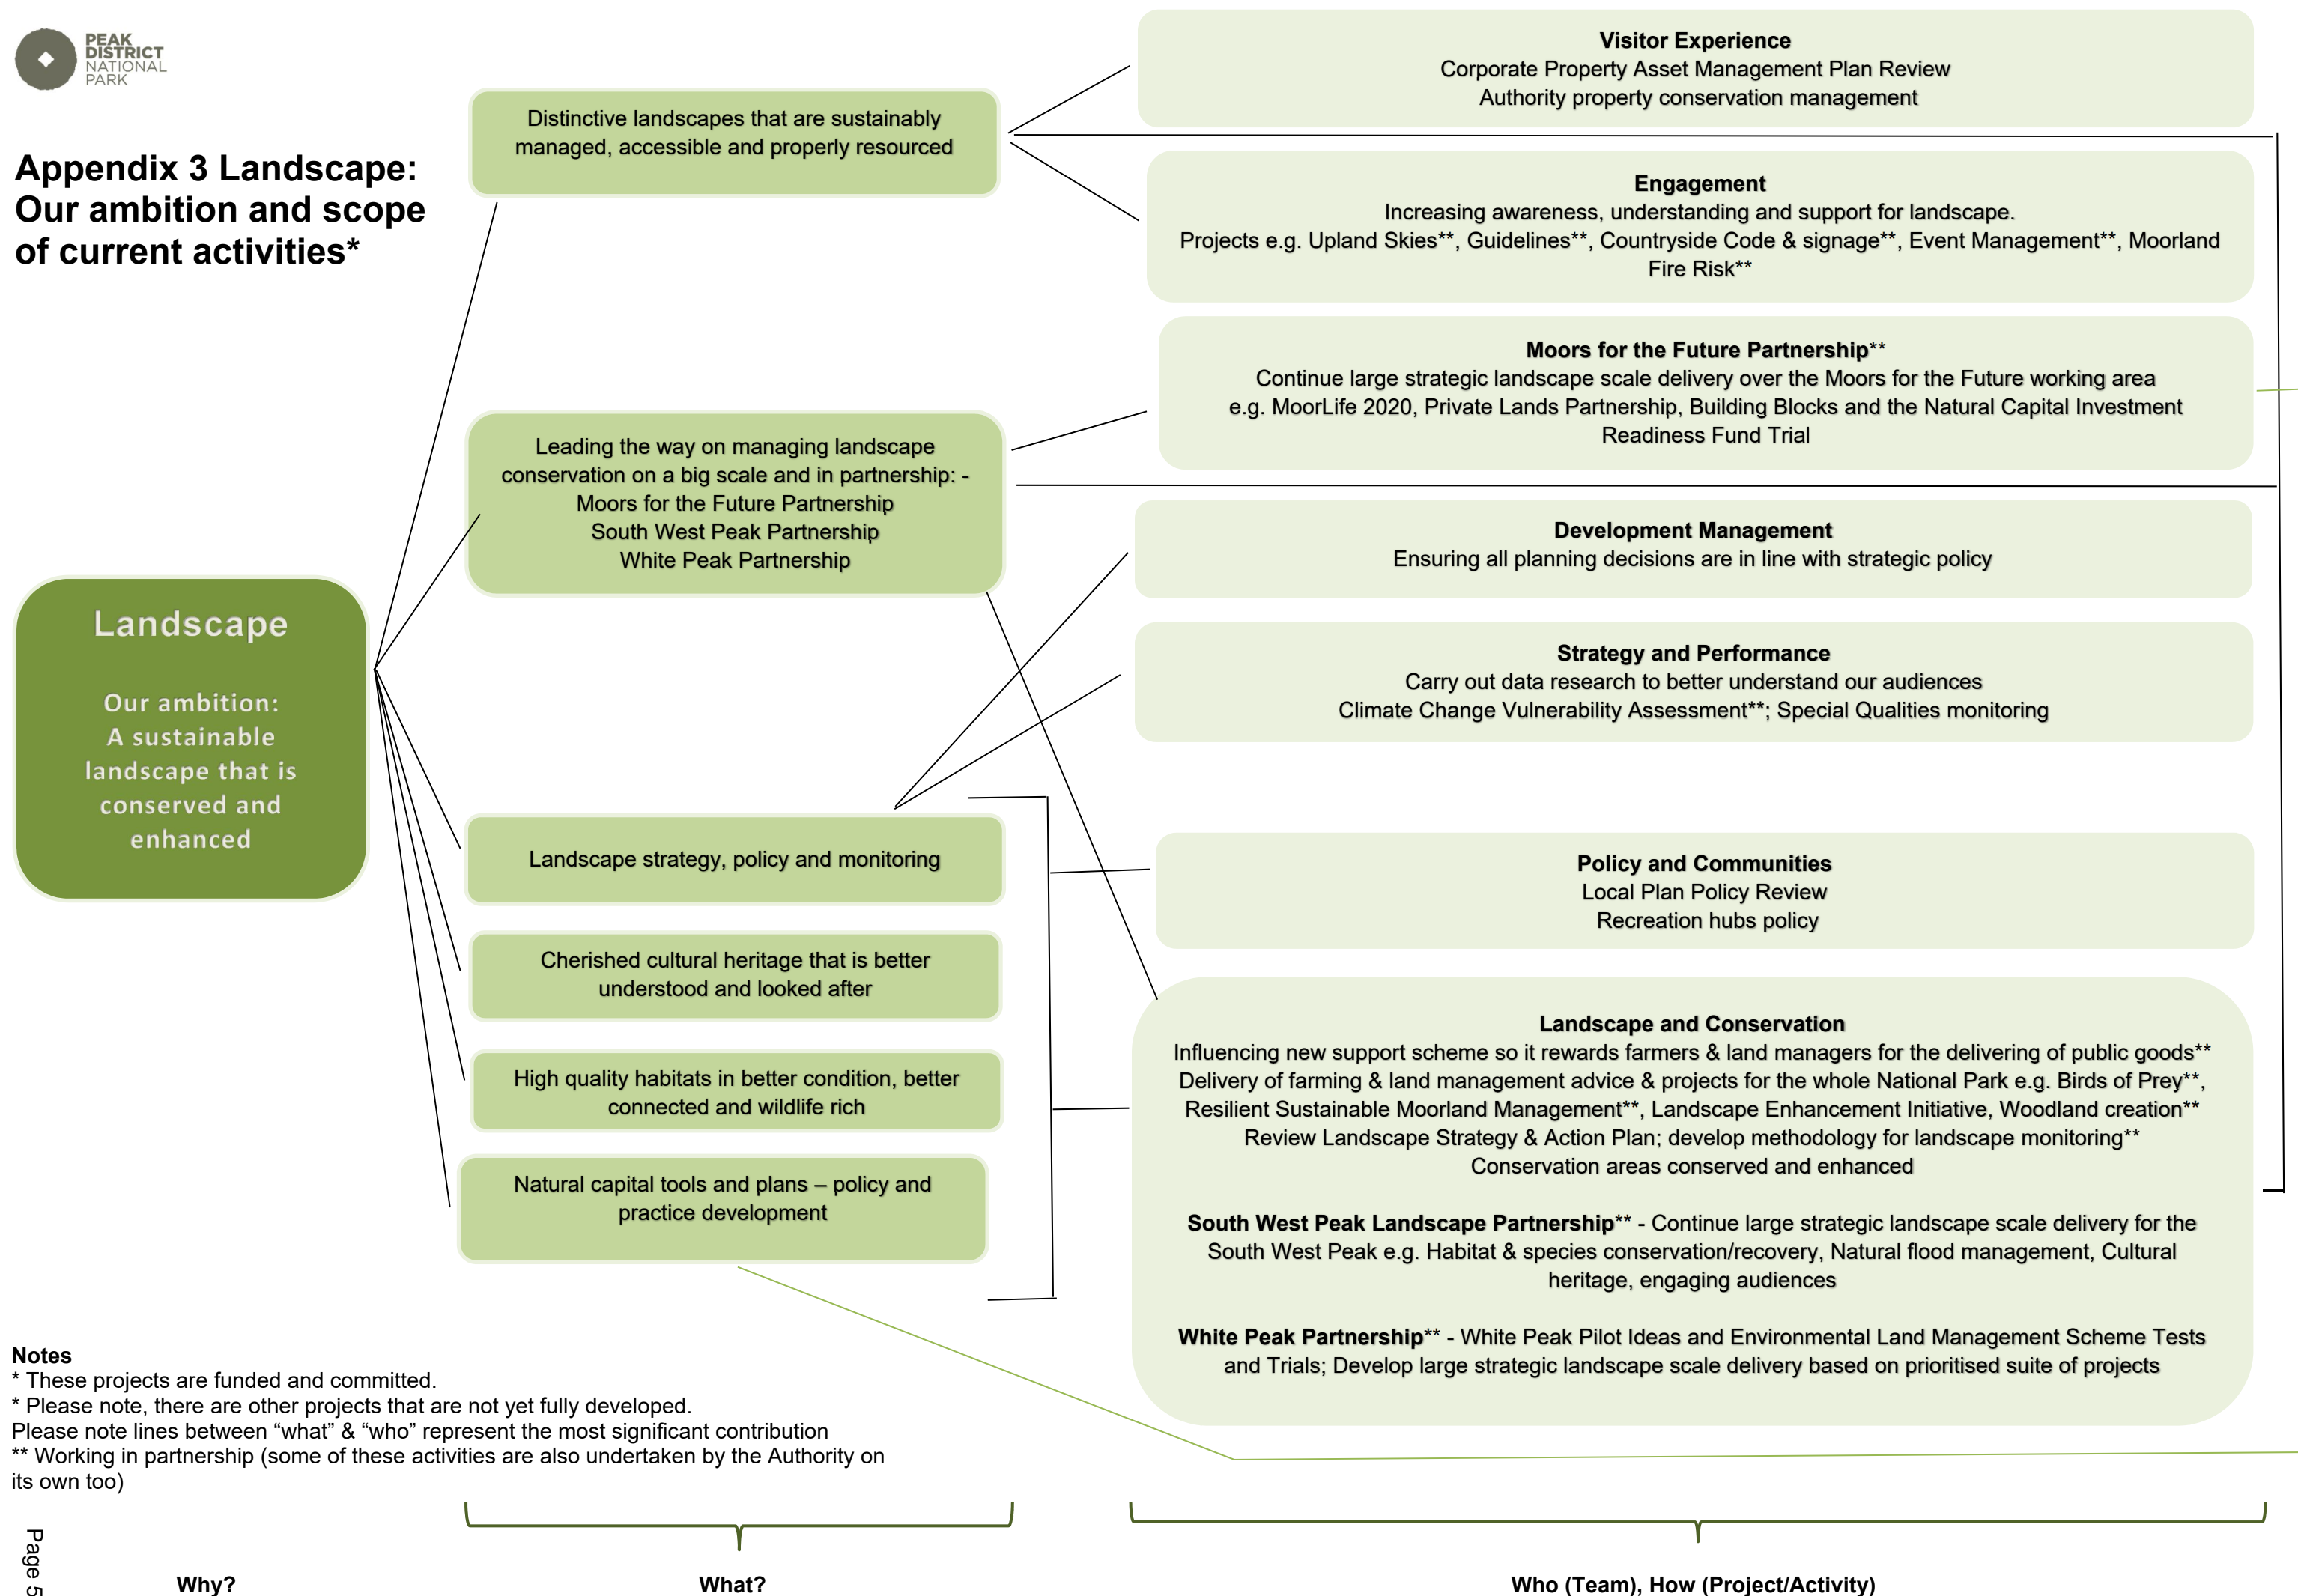 PEAK
DISTRICT
NATIONAL
PARK
Appendix 3 Landscape:
Our ambition and scope
of current activities*
Landscape
Our ambition:
A sustainable
landscape that is
conserved and
enhanced
Distinctive landscapes that are sustainably
managed, accessible and properly resourced
Leading the way on managing landscape
conservation on a big scale and in partnership: -
Moors for the Future Partnership
South West Peak Partnership
White Peak Partnership
Landscape strategy, policy and monitoring
Cherished cultural heritage that is better
understood and looked after
High quality habitats in better condition, better
connected and wildlife rich
Natural capital tools and plans – policy and
practice development
Visitor Experience
Corporate Property Asset Management Plan Review
Authority property conservation management
Engagement
Increasing awareness, understanding and support for landscape.
Projects e.g. Upland Skies**, Guidelines**, Countryside Code & signage**, Event Management**, Moorland
Fire Risk**
Moors for the Future Partnership**
Continue large strategic landscape scale delivery over the Moors for the Future working area
e.g. MoorLife 2020, Private Lands Partnership, Building Blocks and the Natural Capital Investment
Readiness Fund Trial
Development Management
Ensuring all planning decisions are in line with strategic policy
Strategy and Performance
Carry out data research to better understand our audiences
Climate Change Vulnerability Assessment**; Special Qualities monitoring
Policy and Communities
Local Plan Policy Review
Recreation hubs policy
Landscape and Conservation
Influencing new support scheme so it rewards farmers & land managers for the delivering of public goods**
Delivery of farming & land management advice & projects for the whole National Park e.g. Birds of Prey**,
Resilient Sustainable Moorland Management**, Landscape Enhancement Initiative, Woodland creation**
Review Landscape Strategy & Action Plan; develop methodology for landscape monitoring**
Conservation areas conserved and enhanced
South West Peak Landscape Partnership** - Continue large strategic landscape scale delivery for the
South West Peak e.g. Habitat & species conservation/recovery, Natural flood management, Cultural
heritage, engaging audiences
White Peak Partnership** - White Peak Pilot Ideas and Environmental Land Management Scheme Tests
and Trials; Develop large strategic landscape scale delivery based on prioritised suite of projects
Notes
* These projects are funded and committed.
* Please note, there are other projects that are not yet fully developed.
Please note lines between “what” & “who” represent the most significant contribution
** Working in partnership (some of these activities are also undertaken by the Authority on
its own too)
Page 5
Why?
What?
Who (Team), How (Project/Activity)